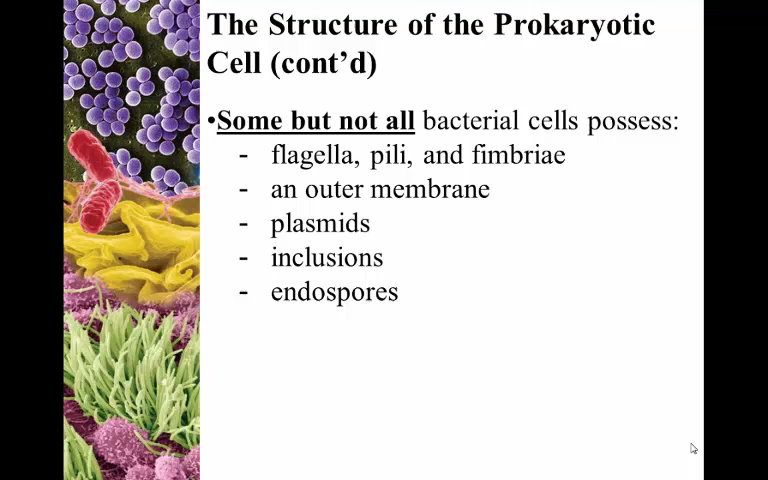 The Structure of the Prokaryotic
Cell (cont’d)
•Some but not all bacterial cells possess:
- flagella, pili, and fimbriae
- an outer membrane
- plasmids
- inclusions
- endospores